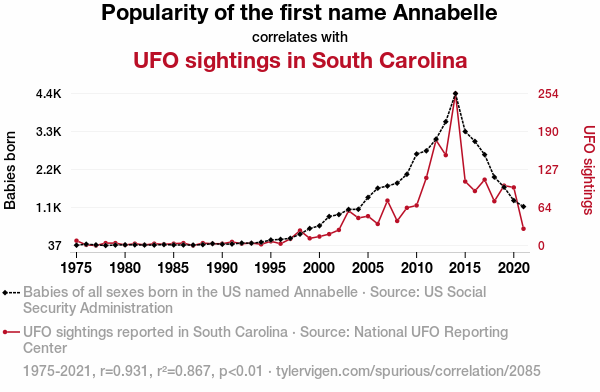 Popularity of the first name Annabelle
correlates with
UFO sightings in South Carolina
4.4K
3.3K
2.2K
1.1K
37
Babies born
254
190
127
64
0
UFO sightings
1975 1980 1985 1990 1995 2000 2005 2010 2015 2020
Babies of all sexes born in the US named Annabelle · Source: US Social
Security Administration
UFO sightings reported in South Carolina · Source: National UFO Reporting
Center
1975-2021, r=0.931, r²=0.867, p<0.01 · tylervigen.com/spurious/correlation/2085